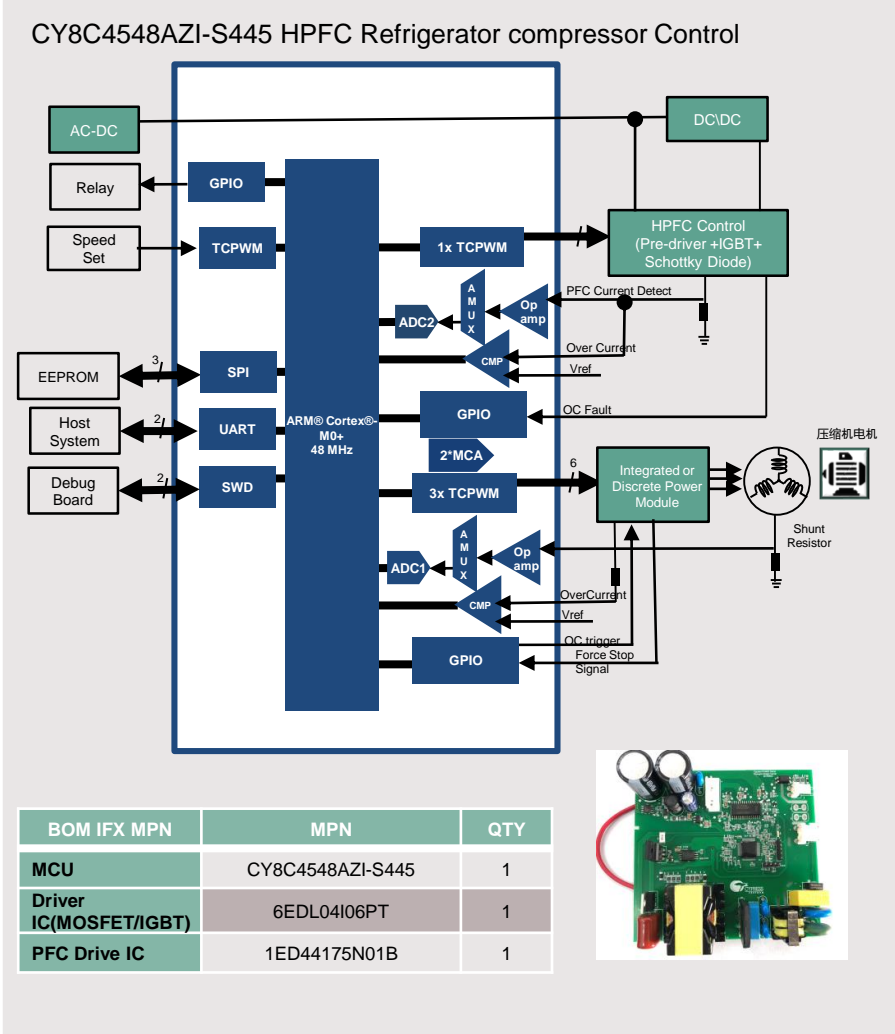 CY8C4548AZI-S445 HPFC Refrigerator compressor Control
AC-DC
DC\DC
Relay
GPIO
Speed
Set
TCPWM
1x TCPWM
HPFC Control
(Pre-driver +IGBT+
Schottky Diode)
PFC Current Detect
A
M
U
X
Op
amp
ADC2
Over Current
CMP
Vref
EEPROM
3
SPI
GPIO
OC Fault
Host
System
2
UART
ARM® Cortex®-
M0+
48 MHz
2*MCA
压缩机电机
Debug
Board
2
SWD
3x TCPWM
6
Integrated or
Discrete Power
Module
Shunt
Resistor
A
M
U
X
Op
amp
ADC1
OverCurrent
CMP
Vref
OC trigger
GPIO
Force Stop
Signal
BOM IFX MPN
MPN
QTY
MCU
CY8C4548AZI-S445
1
Driver
IC(MOSFET/IGBT)
6EDL04I06PT
1
PFC Drive IC
1ED44175N01B
1